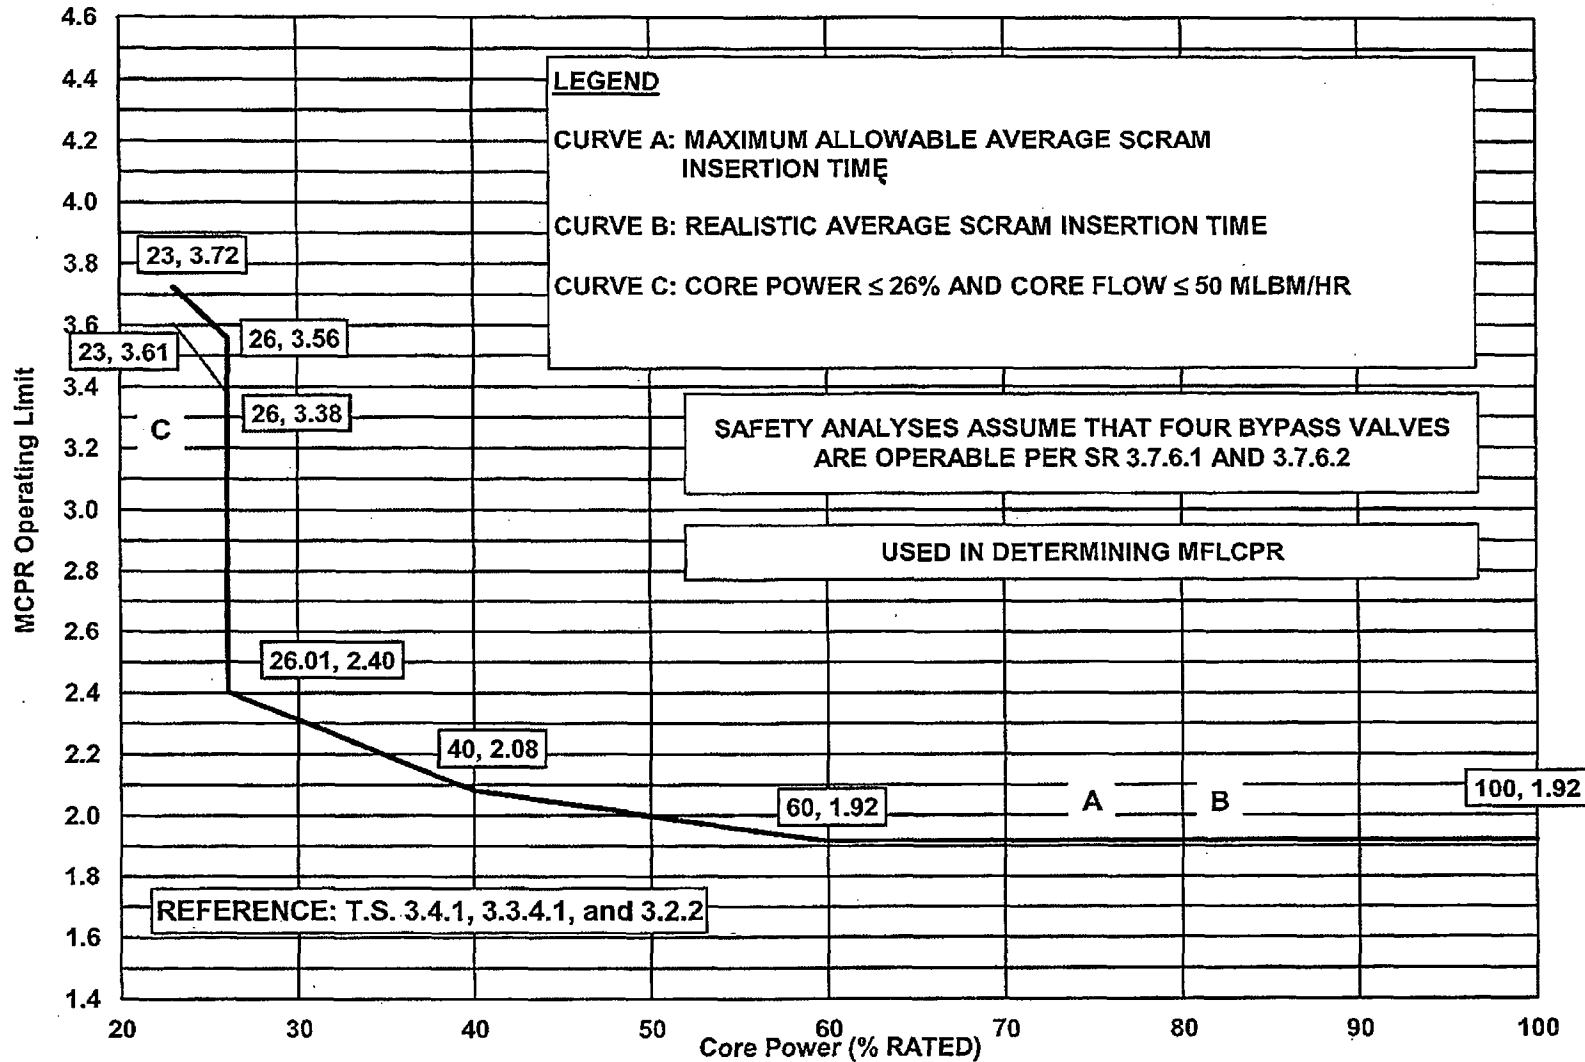 4.6
4.4
4.2
4.0
3.8
3.6
3.4
3.2
3.0
2.8
2.6
2.4
2.2
2.0
1.8
1.6
1.4
MCPR Operating Limit
LEGEND
CURVE A: MAXIMUM ALLOWABLE AVERAGE SCRAM
INSERTION TIME
CURVE B: REALISTIC AVERAGE SCRAM INSERTION TIME
CURVE C: CORE POWER ≤ 26% AND CORE FLOW ≤ 50 MLBM/HR
23, 3.72
26, 3.56
23, 3.61
26, 3.38
C
SAFETY ANALYSES ASSUME THAT FOUR BYPASS VALVES
ARE OPERABLE PER SR 3.7.6.1 AND 3.7.6.2
USED IN DETERMINING MFLCPR
26.01, 2.40
40, 2.08
60, 1.92
A
B
100, 1.92
REFERENCE: T.S. 3.4.1, 3.3.4.1, and 3.2.2
20 30 40 50 60 70 80 90 100
Core Power (% RATED)